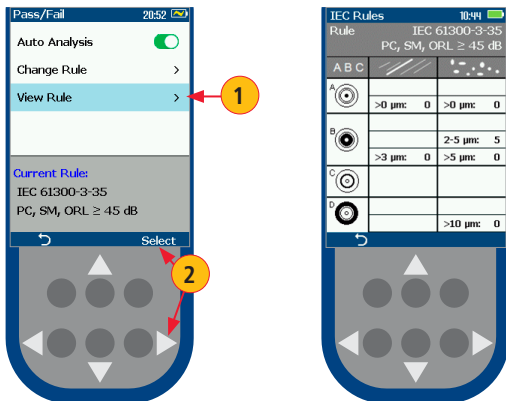 Pass/Fail 20:52
Auto Analysis
Change Rule >
View Rule >
Current Rule:
IEC 61300-3-35
PC, SM, ORL ≥ 45 dB
Select
1
2
IEC Rules 10:44
Rule IEC 61300-3-35
PC, SM, ORL ≥ 45 dB
A B C
A
>0 µm: 0 >0 µm: 0
B
2-5 µm: 5
>3 µm: 0 >5 µm: 0
C
D
>10 µm: 0